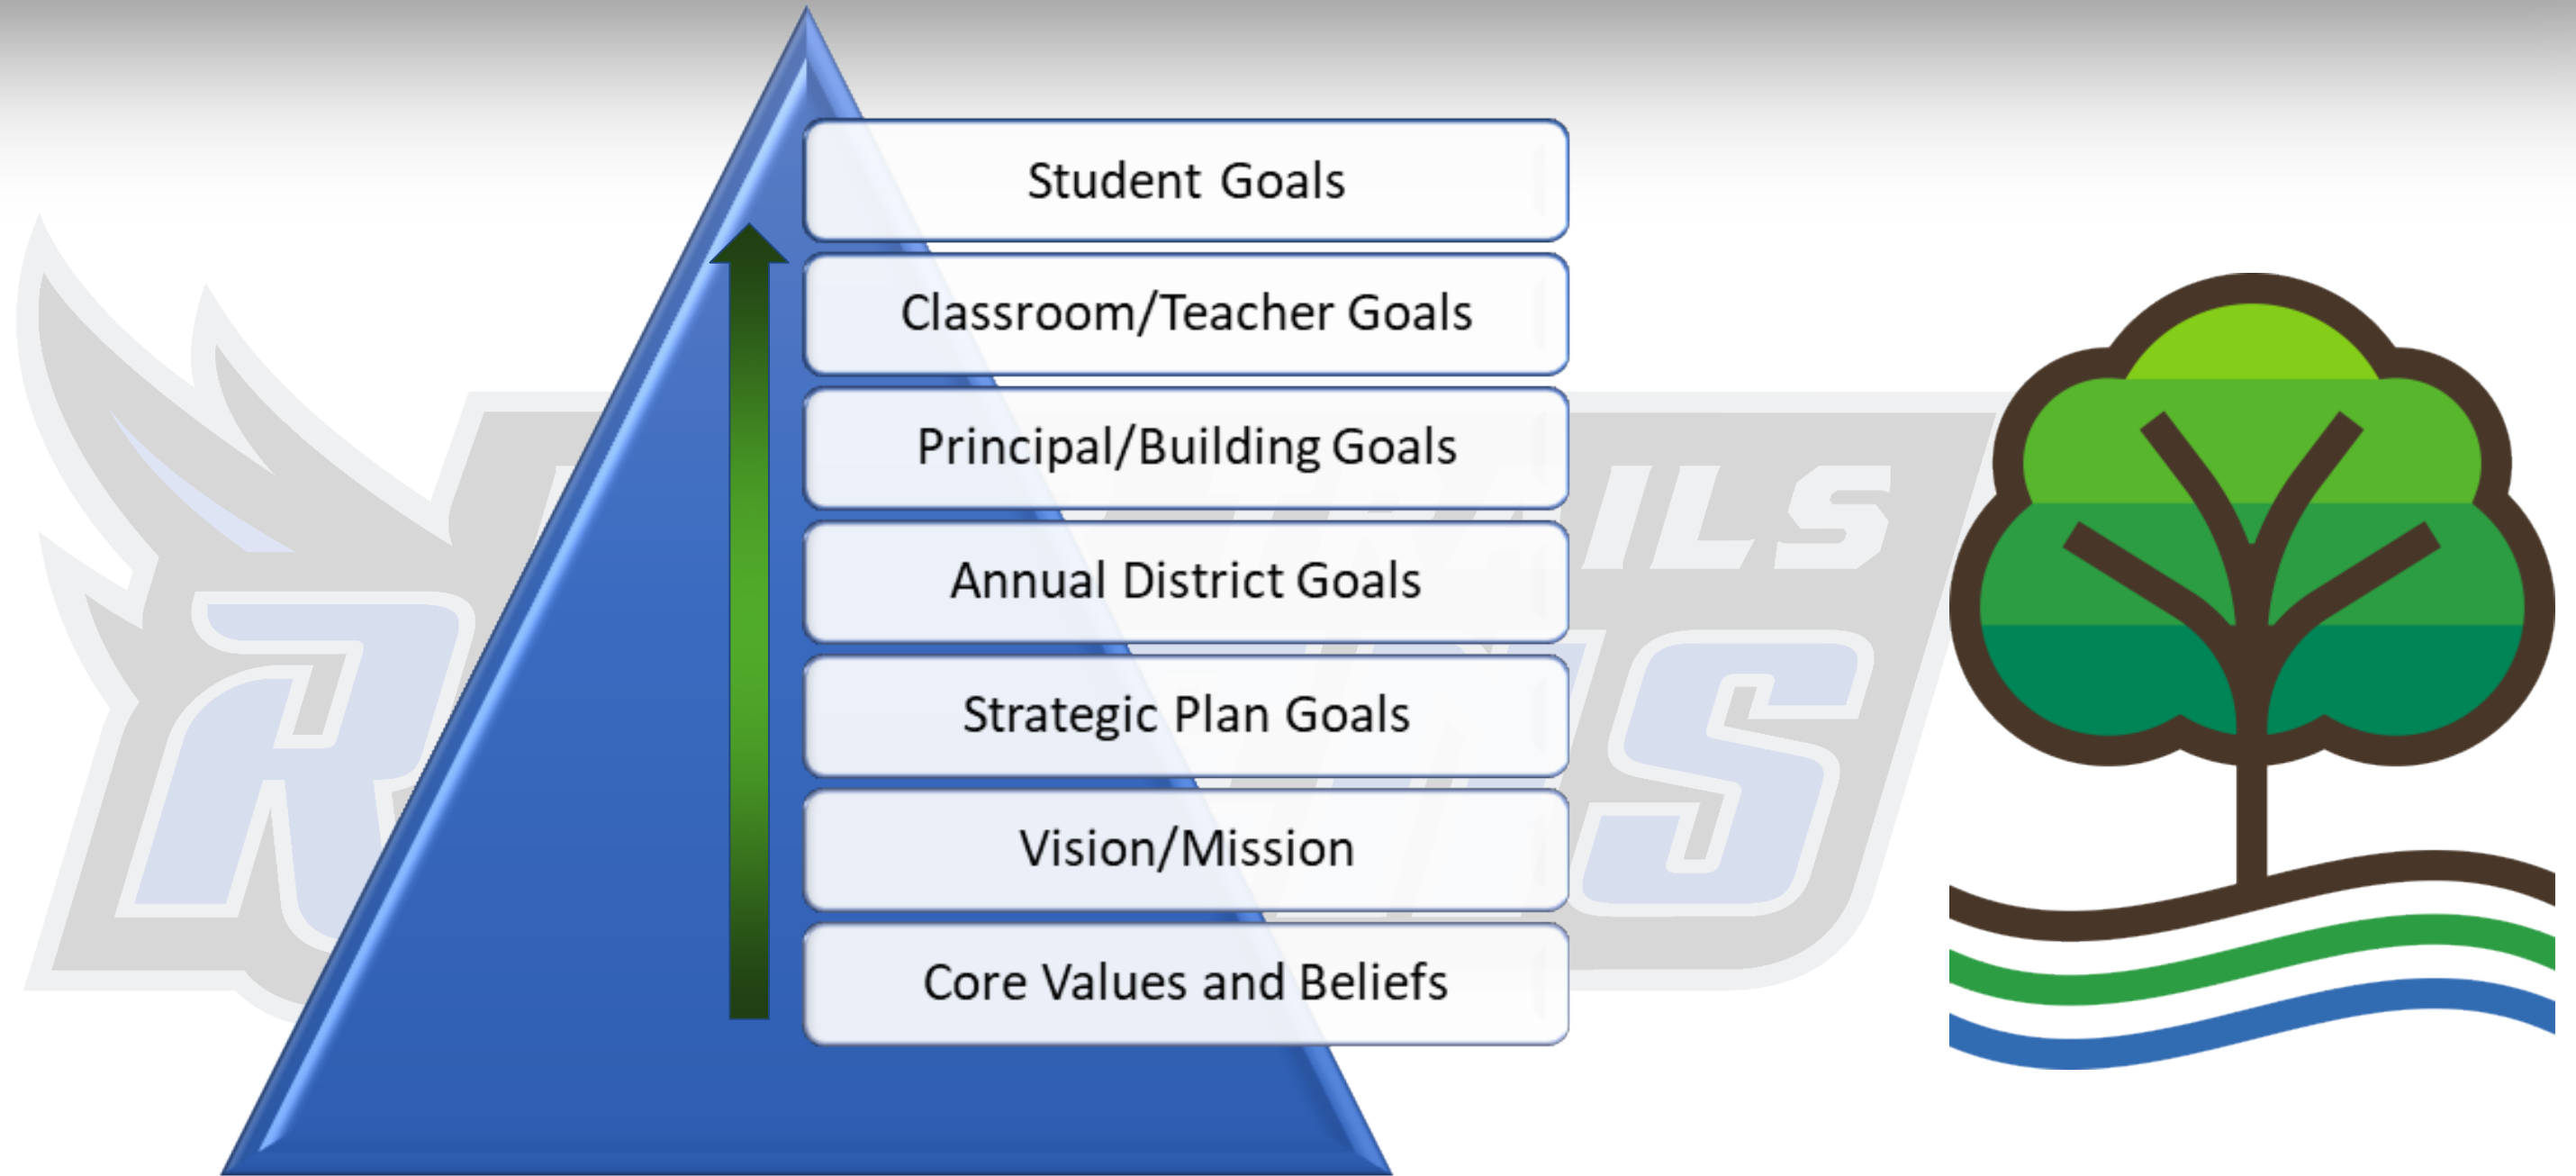 Student Goals
Classroom/Teacher Goals
Principal/Building Goals
Annual District Goals
Strategic Plan Goals
Vision/Mission
Core Values and Beliefs